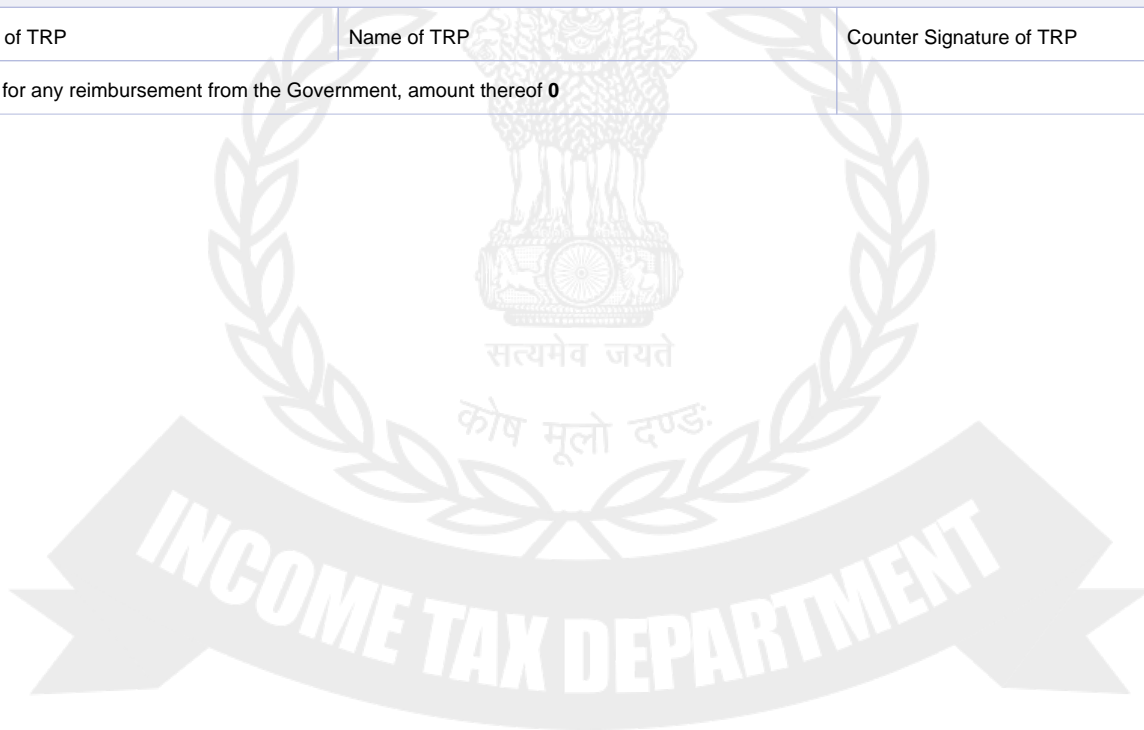 of TRP Name of TRP Counter Signature of TRP
for any reimbursement from the Government, amount thereof 0
सत्यमेव जयते
कोष मूलो दण्डः
INCOME TAX DEPARTMENT